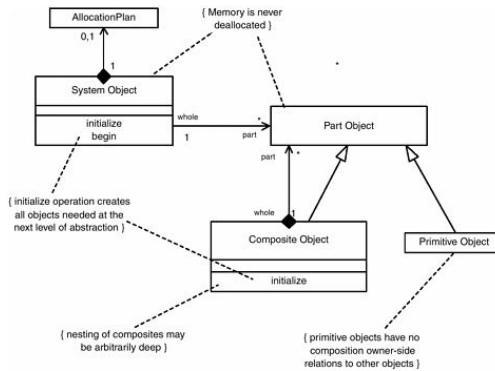 AllocationPlan
0,1
{ Memory is never
deallocated }
1
System Object
initialize
begin
whole
1
*
part
Part Object
part
*
{ initialize operation creates
all objects needed at the
next level of abstraction }
whole
1
Composite Object
initialize
Primitive Object
{ nesting of composites may
be arbitrarily deep }
{ primitive objects have no
composition owner-side
relations to other objects }